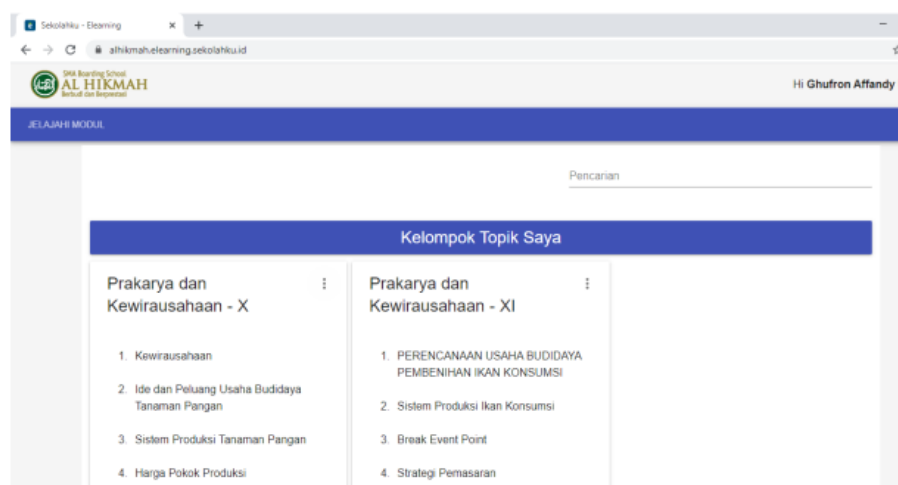 Sekolahku - Elearning
alhikmah.elearning.sekolahku.id
SMA Boarding School
AL HIKMAH
Berbudi dan Berprestasi
Hi Ghufron Affandy
JELAJAHI MODUL
Pencarian
Kelompok Topik Saya
Prakarya dan
Kewirausahaan - X
1. Kewirausahaan
2. Ide dan Peluang Usaha Budidaya
Tanaman Pangan
3. Sistem Produksi Tanaman Pangan
4. Harga Pokok Produksi
Prakarya dan
Kewirausahaan - XI
1. PERENCANAAN USAHA BUDIDAYA
PEMBENIHAN IKAN KONSUMSI
2. Sistem Produksi Ikan Konsumsi
3. Break Event Point
4. Strategi Pemasaran